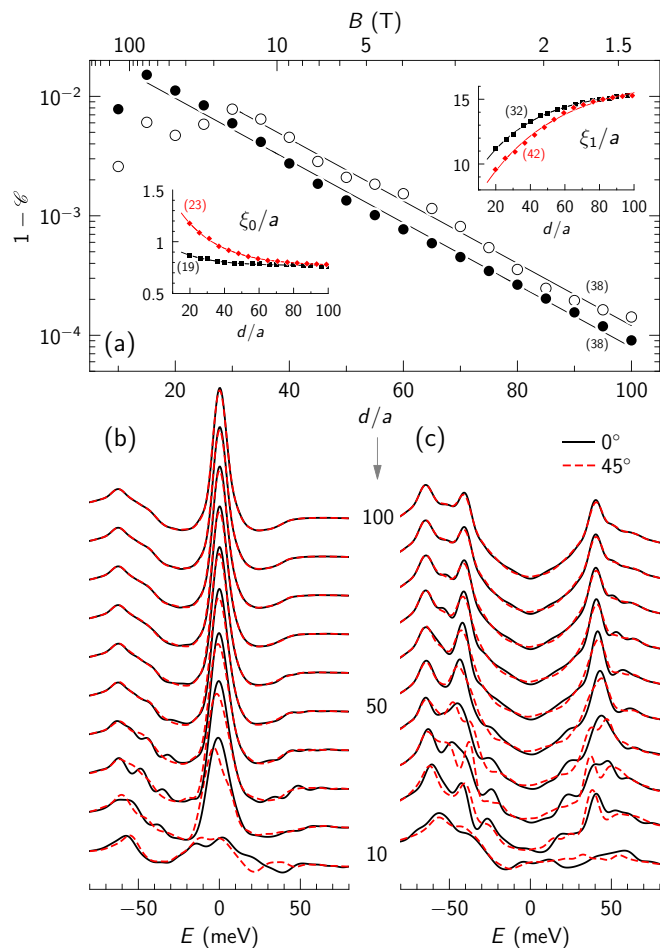 B (T)
100 10 5 2 1.5
10⁻²
10⁻³
10⁻⁴
1 − 𝒞
15
10
(32)
(42)
ξ₁/a
20 40 60 80 100
d/a
1.5
1
0.5
(23)
(19)
ξ₀/a
20 40 60 80 100
d/a
(38)
(38)
(a)
20 40 60 80 100
d/a
(b)
(c)
0°
45°
100
50
10
−50 0 50
E (meV)
−50 0 50
E (meV)